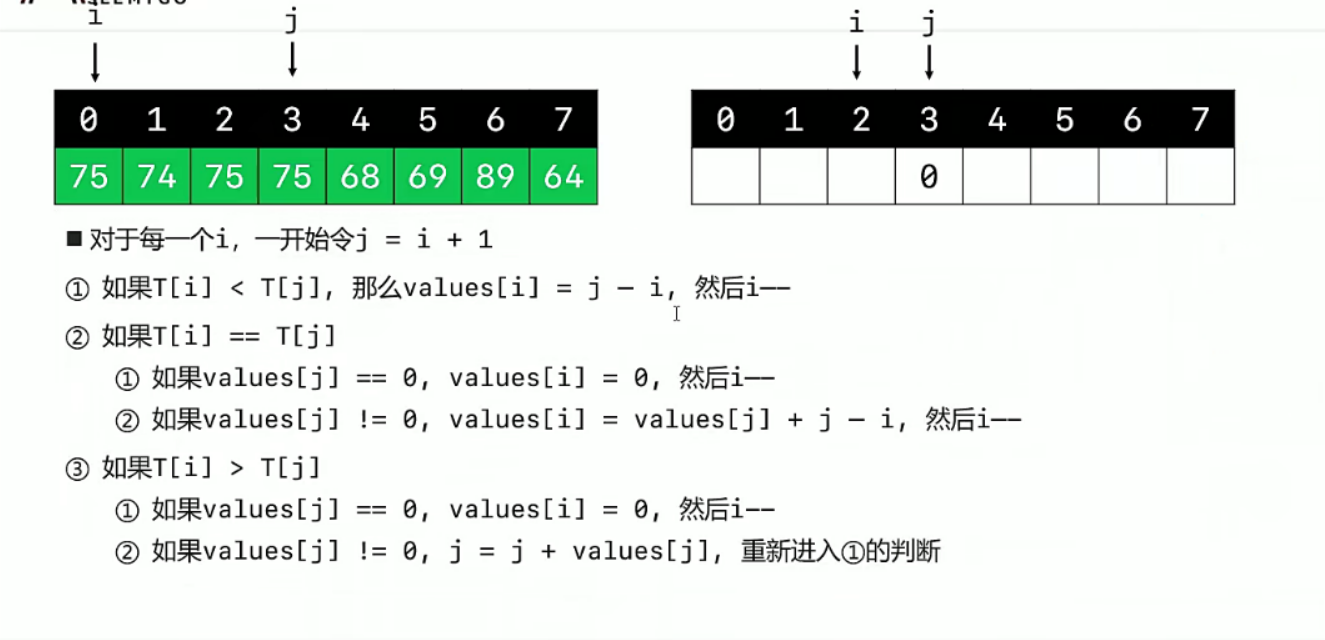 i j i j
0 1 2 3 4 5 6 7 0 1 2 3 4 5 6 7
75 74 75 75 68 69 89 64 0
■ 对于每一个i, 一开始令j = i + 1
① 如果T[i] < T[j], 那么values[i] = j − i, 然后i−−
② 如果T[i] == T[j]
① 如果values[j] == 0, values[i] = 0, 然后i−−
② 如果values[j] != 0, values[i] = values[j] + j − i, 然后i−−
③ 如果T[i] > T[j]
① 如果values[j] == 0, values[i] = 0, 然后i−−
② 如果values[j] != 0, j = j + values[j], 重新进入①的判断